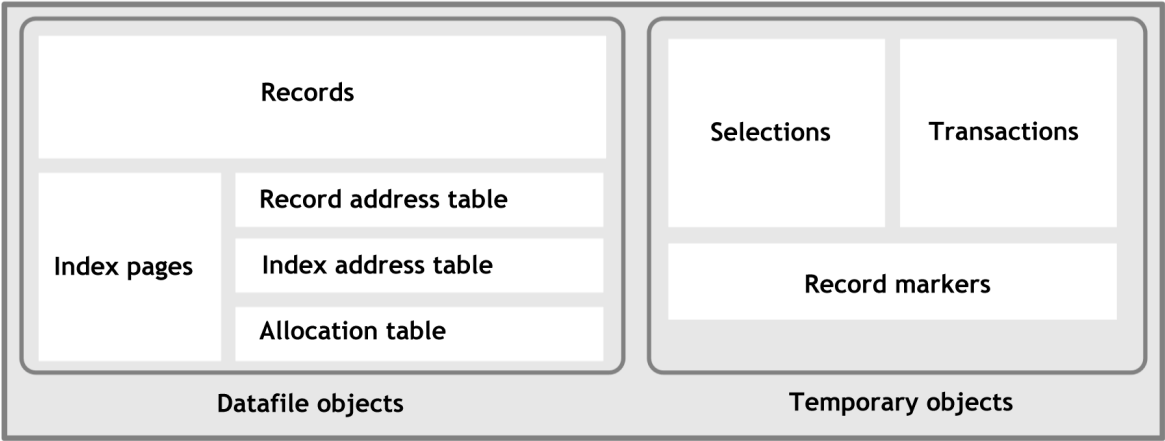 Records
Index pages
Record address table
Index address table
Allocation table
Datafile objects
Selections
Transactions
Record markers
Temporary objects